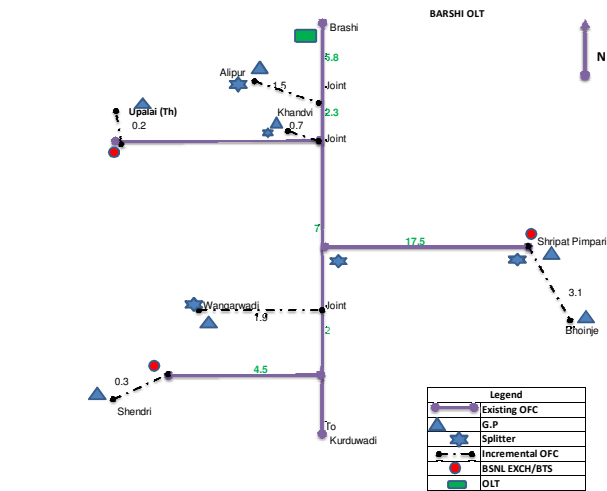 BARSHI OLT
Brashi
N
5.8
Alipur
1.5
Joint
2.3
Khandvi
Upalai (Th)
0.2
0.7
Joint
7
17.5
Shripat Pimpari
3.1
Wangarwadi
Joint
1.9
2
Bhoinje
4.5
0.3
Shendri
To
Kurduwadi
Legend
Existing OFC
G.P
Splitter
Incremental OFC
BSNL EXCH/BTS
OLT